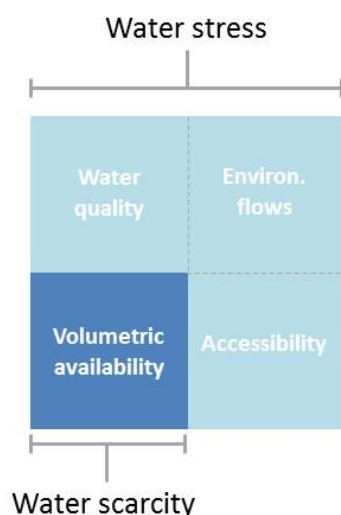 Water stress
Water
quality
Environ.
flows
Volumetric
availability
Accessibility
Water scarcity